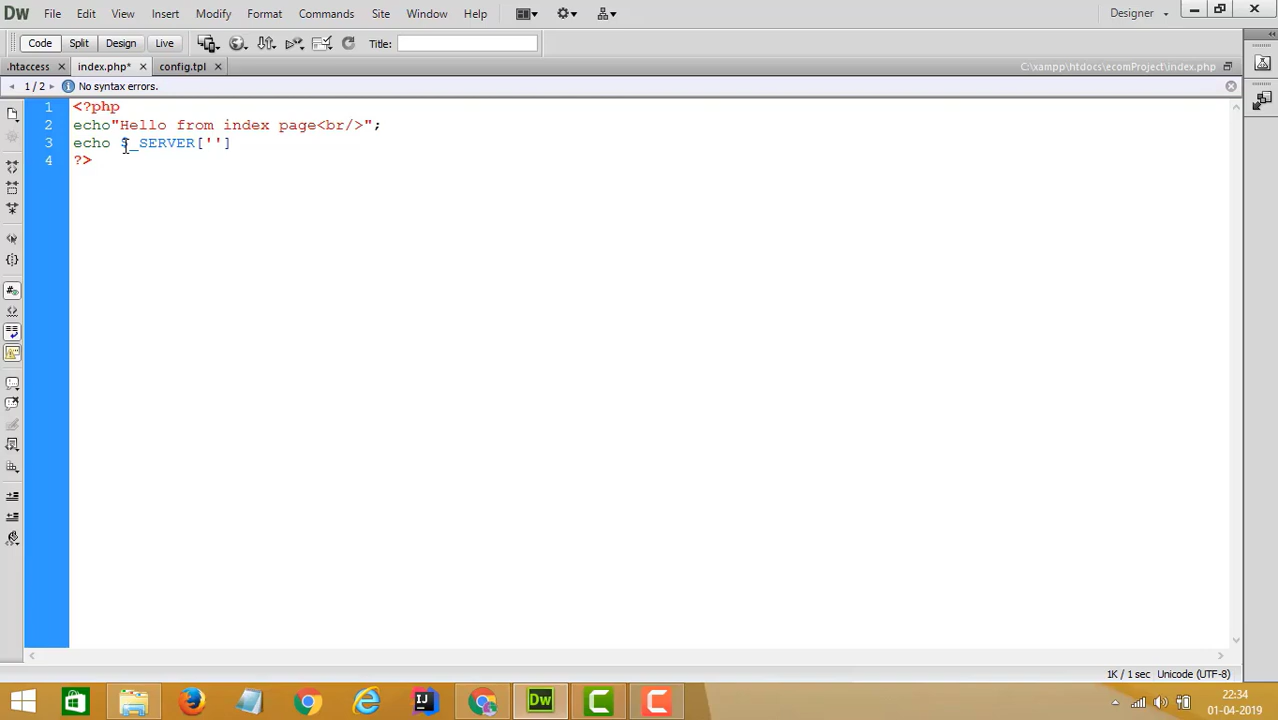 Dw File Edit View Insert Modify Format Commands Site Window Help Designer
Code Split Design Live Title:
.htaccess index.php* config.tpl C:\xampp\htdocs\ecomProject\index.php
1 / 2 No syntax errors.
1 <?php
2 echo"Hello from index page<br/>";
3 echo $_SERVER['']
4 ?>
1K / 1 sec Unicode (UTF-8)
22:34
01-04-2019